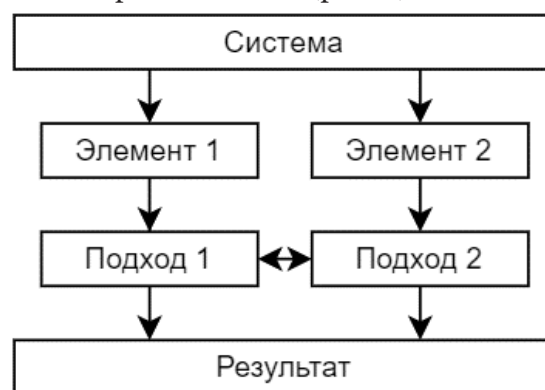 Система
Элемент 1
Элемент 2
Подход 1
Подход 2
Результат